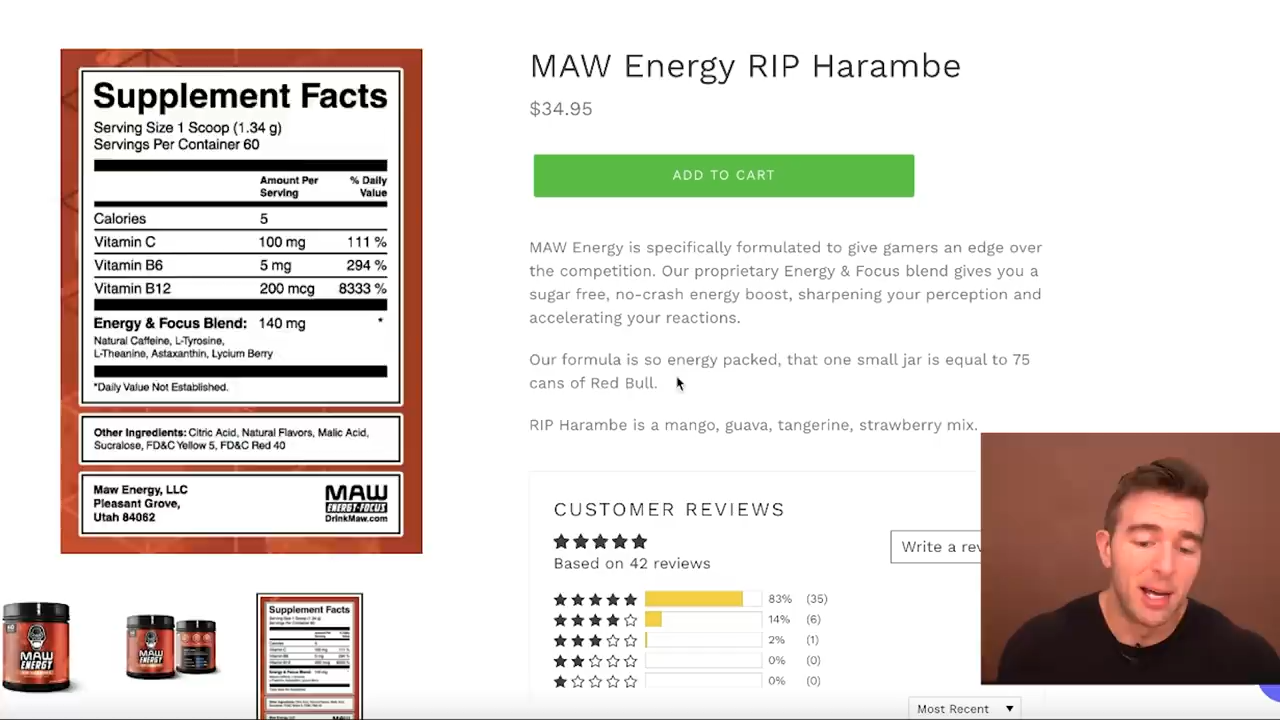 Supplement Facts
Serving Size 1 Scoop (1.34 g)
Servings Per Container 60
Amount Per Serving
% Daily Value
Calories 5
Vitamin C 100 mg 111 %
Vitamin B6 5 mg 294 %
Vitamin B12 200 mcg 8333 %
Energy & Focus Blend: 140 mg *
Natural Caffeine, L-Tyrosine,
L-Theanine, Astaxanthin, Lycium Berry
*Daily Value Not Established.
Other Ingredients: Citric Acid, Natural Flavors, Malic Acid,
Sucralose, FD&C Yellow 5, FD&C Red 40
Maw Energy, LLC
Pleasant Grove,
Utah 84062
MAW
ENERGY+FOCUS
DrinkMaw.com
MAW
ENERGY
MAW
ENERGY
Supplement Facts
MAW Energy RIP Harambe
$34.95
ADD TO CART
MAW Energy is specifically formulated to give gamers an edge over
the competition. Our proprietary Energy & Focus blend gives you a
sugar free, no-crash energy boost, sharpening your perception and
accelerating your reactions.
Our formula is so energy packed, that one small jar is equal to 75
cans of Red Bull.
RIP Harambe is a mango, guava, tangerine, strawberry mix.
CUSTOMER REVIEWS
Based on 42 reviews
Write a rev
83% (35)
14% (6)
2% (1)
0% (0)
0% (0)
Most Recent